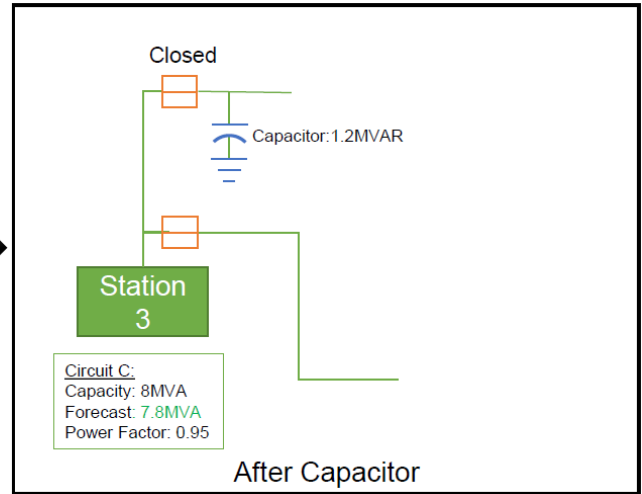 Closed
Capacitor:1.2MVAR
Station
3
Circuit C:
Capacity: 8MVA
Forecast: 7.8MVA
Power Factor: 0.95
After Capacitor